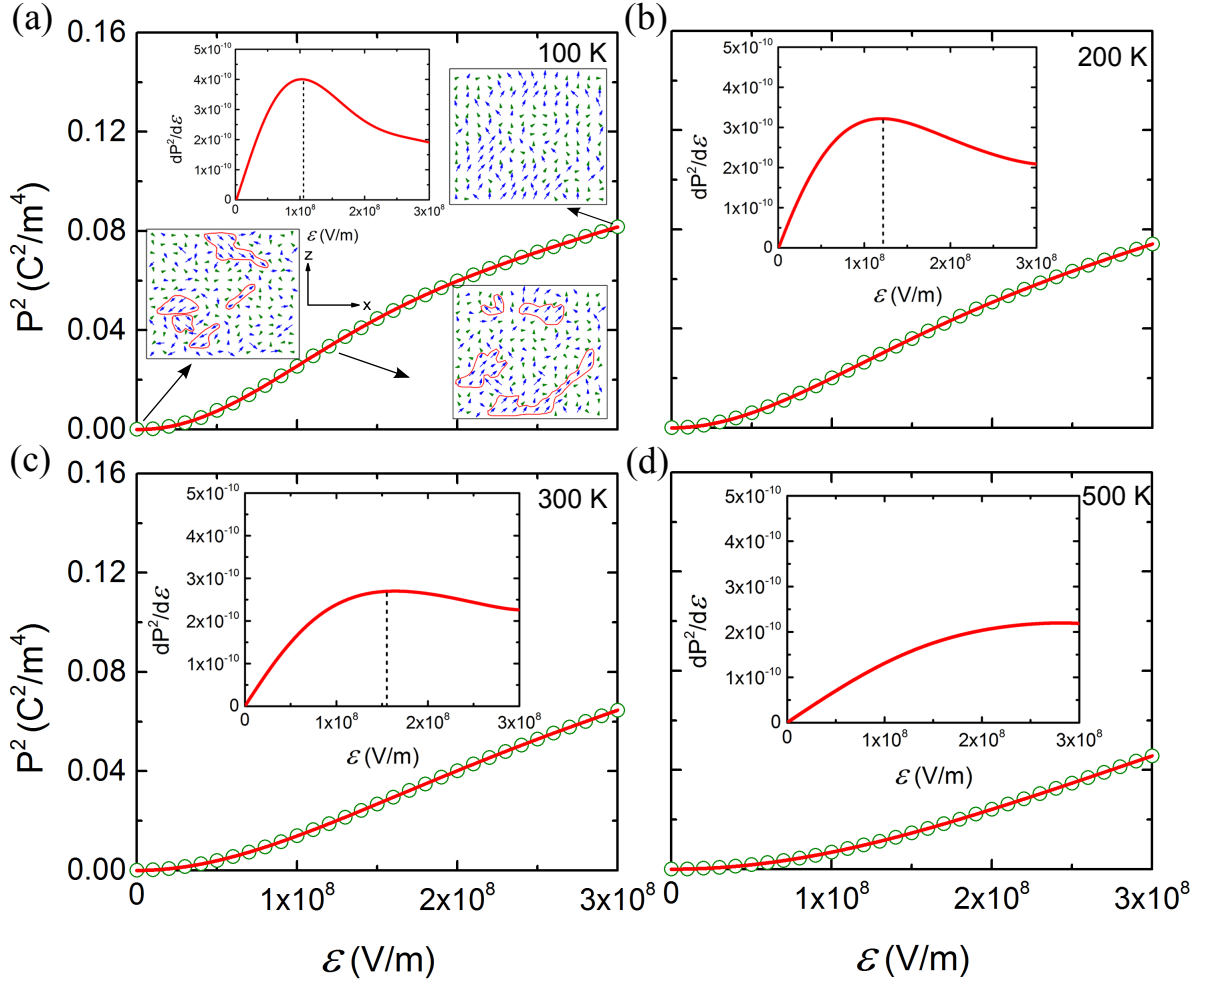 (a)
0.16
0.12
0.08
0.04
0.00
P² (C²/m⁴)
100 K
5x10⁻¹⁰
4x10⁻¹⁰
3x10⁻¹⁰
2x10⁻¹⁰
1x10⁻¹⁰
0
dP²/dε
0 1x10⁸ 2x10⁸ 3x10⁸
ε (V/m)
z
x
(b)
200 K
5x10⁻¹⁰
4x10⁻¹⁰
3x10⁻¹⁰
2x10⁻¹⁰
1x10⁻¹⁰
0
dP²/dε
0 1x10⁸ 2x10⁸ 3x10⁸
ε (V/m)
(c)
0.16
0.12
0.08
0.04
0.00
P² (C²/m⁴)
300 K
5x10⁻¹⁰
4x10⁻¹⁰
3x10⁻¹⁰
2x10⁻¹⁰
1x10⁻¹⁰
0
dP²/dε
0 1x10⁸ 2x10⁸ 3x10⁸
ε (V/m)
0 1x10⁸ 2x10⁸ 3x10⁸
ε (V/m)
(d)
500 K
5x10⁻¹⁰
4x10⁻¹⁰
3x10⁻¹⁰
2x10⁻¹⁰
1x10⁻¹⁰
0
dP²/dε
0 1x10⁸ 2x10⁸ 3x10⁸
ε (V/m)
0 1x10⁸ 2x10⁸ 3x10⁸
ε (V/m)